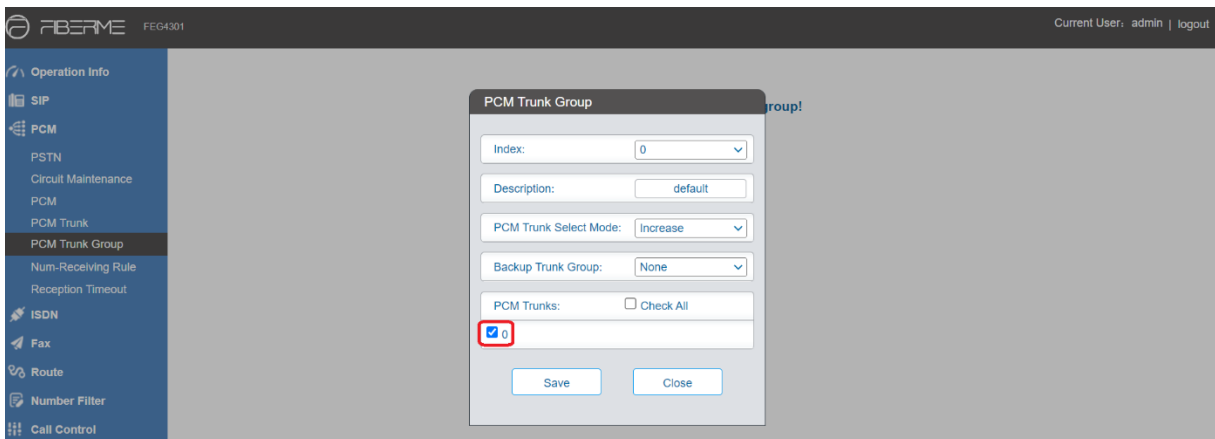 FIBERME FEG4301
Current User: admin | logout
Operation Info
SIP
PCM
PSTN
Circuit Maintenance
PCM
PCM Trunk
PCM Trunk Group
Num-Receiving Rule
Reception Timeout
ISDN
Fax
Route
Number Filter
Call Control
group!
PCM Trunk Group
Index: 0
Description: default
PCM Trunk Select Mode: Increase
Backup Trunk Group: None
PCM Trunks: Check All
0
Save Close